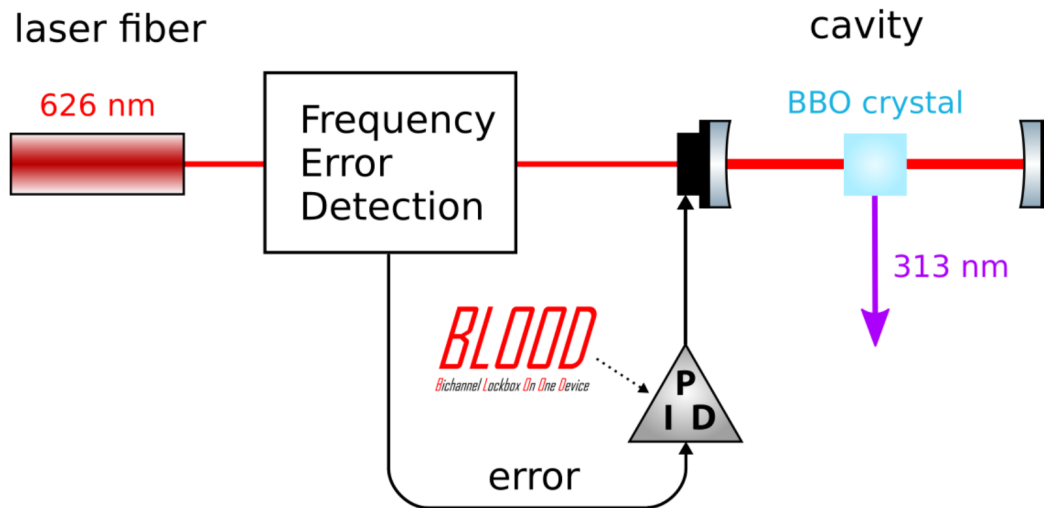 laser fiber
cavity
626 nm
BBO crystal
Frequency
Error
Detection
313 nm
BLOOD
Bichannel Lockbox On One Device
P
I D
error